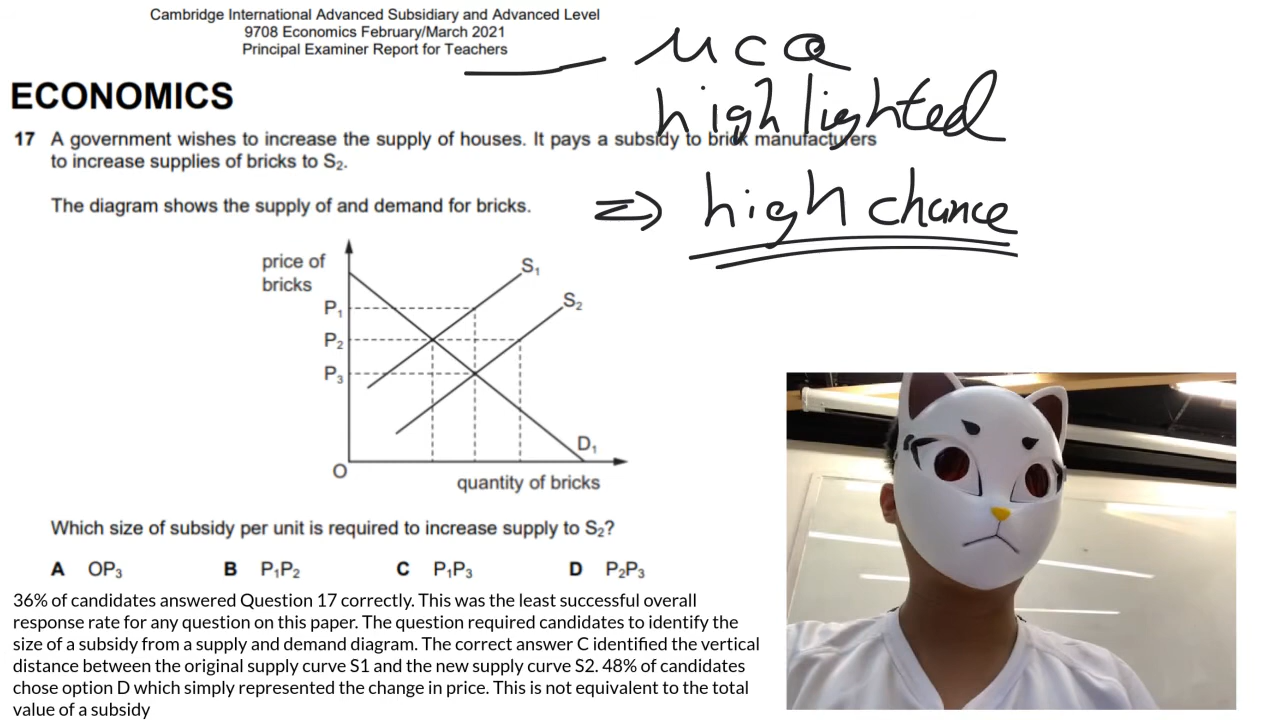 Cambridge International Advanced Subsidiary and Advanced Level
9708 Economics February/March 2021
Principal Examiner Report for Teachers
MCQ
highlighted
⇒ high chance
ECONOMICS
17 A government wishes to increase the supply of houses. It pays a subsidy to brick manufacturers
to increase supplies of bricks to S₂.
The diagram shows the supply of and demand for bricks.
price of
bricks
S₁
S₂
P₁
P₂
P₃
D₁
O
quantity of bricks
Which size of subsidy per unit is required to increase supply to S₂?
A OP₃ B P₁P₂ C P₁P₃ D P₂P₃
36% of candidates answered Question 17 correctly. This was the least successful overall
response rate for any question on this paper. The question required candidates to identify the
size of a subsidy from a supply and demand diagram. The correct answer C identified the vertical
distance between the original supply curve S1 and the new supply curve S2. 48% of candidates
chose option D which simply represented the change in price. This is not equivalent to the total
value of a subsidy